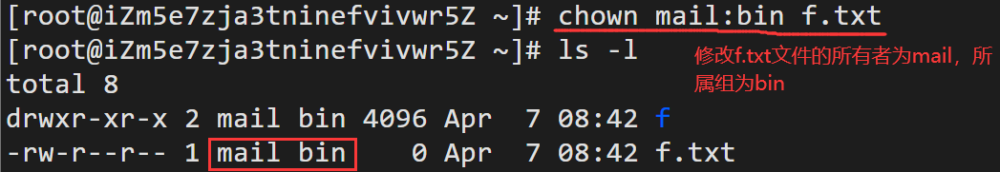 [root@iZm5e7zja3tninefvivwr5Z ~]# chown mail:bin f.txt
[root@iZm5e7zja3tninefvivwr5Z ~]# ls -l
修改f.txt文件的所有者为mail，所
属组为bin
total 8
drwxr-xr-x 2 mail bin 4096 Apr  7 08:42 f
-rw-r--r-- 1 mail bin    0 Apr  7 08:42 f.txt